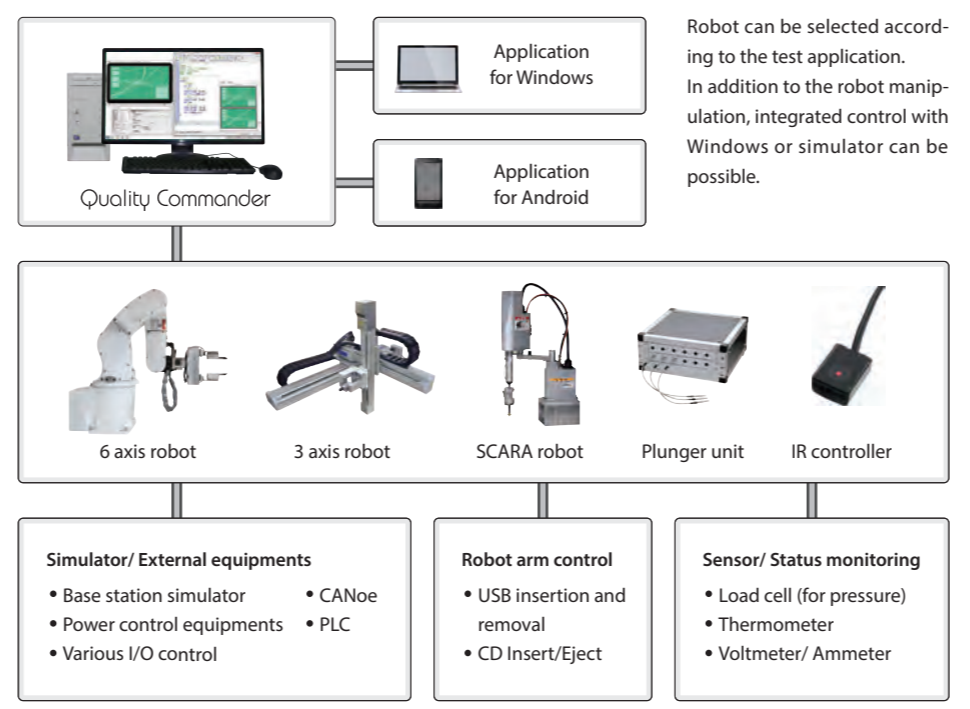 Quality Commander
Application
for Windows
Application
for Android
Robot can be selected accord-
ing to the test application.
In addition to the robot manip-
ulation, integrated control with
Windows or simulator can be
possible.
6 axis robot
3 axis robot
SCARA robot
Plunger unit
IR controller
Simulator/ External equipments
• Base station simulator
• Power control equipments
• Various I/O control
• CANoe
• PLC
Robot arm control
• USB insertion and
removal
• CD Insert/Eject
Sensor/ Status monitoring
• Load cell (for pressure)
• Thermometer
• Voltmeter/ Ammeter